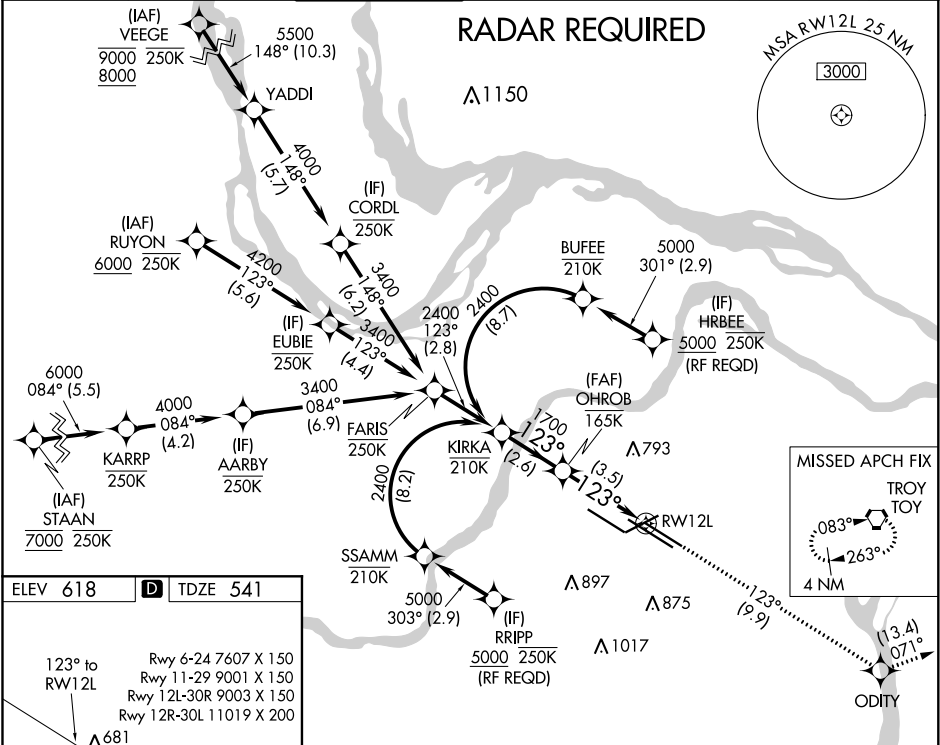 RADAR REQUIRED
(IAF)
VEEGE
9000 250K
8000
5500
148° (10.3)
YADDI
1150
MSA RW12L 25 NM
3000
4000
148°
(5.7)
(IF)
CORDL
250K
(IAF)
RUYON
6000 250K
4200
123°
(5.6)
3400
148°
(6.2)
BUFEE
210K
5000
301° (2.9)
(IF)
HRBEE
5000 250K
(RF REQD)
2400
(8.7)
(IF)
EUBIE
250K
3400
123°
(4.4)
2400
123°
(2.8)
6000
084° (5.5)
4000
084°
(4.2)
3400
084°
(6.9)
KARRP
250K
(IF)
AARBY
250K
FARIS
250K
KIRKA
210K
(FAF)
OHROB
165K
1700
123°
(2.6)
(3.5)
123°
793
(IAF)
STAAN
7000 250K
2400
(8.2)
RW12L
MISSED APCH FIX
TROY
TOY
083°
263°
4 NM
SSAMM
210K
5000
303° (2.9)
(IF)
RRIPP
5000 250K
(RF REQD)
897
875
1017
123°
(9.9)
(13.4)
071°
ODITY
ELEV 618 D TDZE 541
123° to
RW12L
Rwy 6-24 7607 X 150
Rwy 11-29 9001 X 150
Rwy 12L-30R 9003 X 150
Rwy 12R-30L 11019 X 200
681